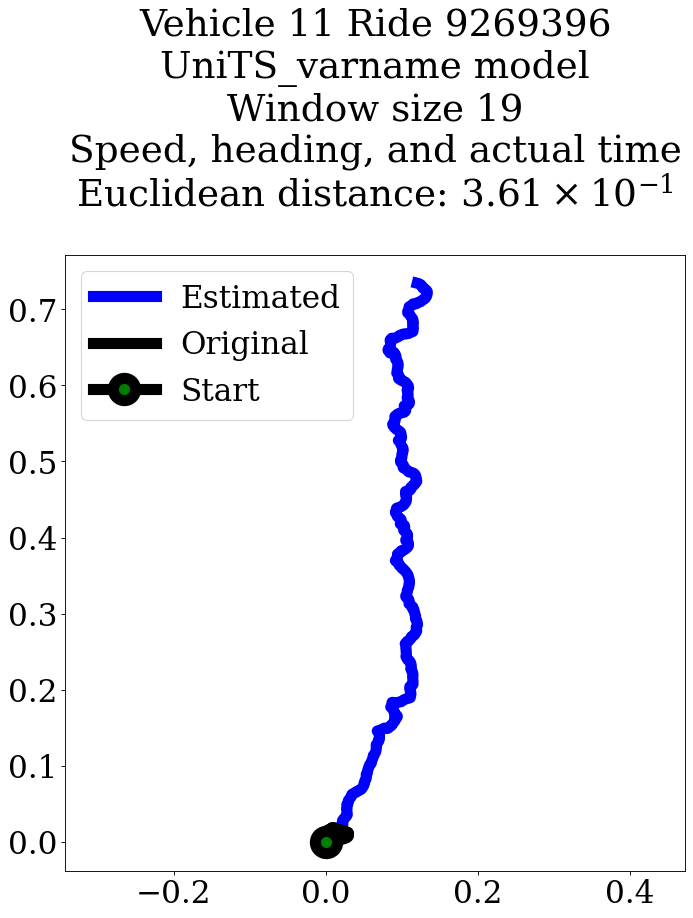 Vehicle 11 Ride 9269396
UniTS_varname model
Window size 19
Speed, heading, and actual time
Euclidean distance: 3.61 × 10⁻¹
Estimated
Original
Start
0.7
0.6
0.5
0.4
0.3
0.2
0.1
0.0
−0.2 0.0 0.2 0.4